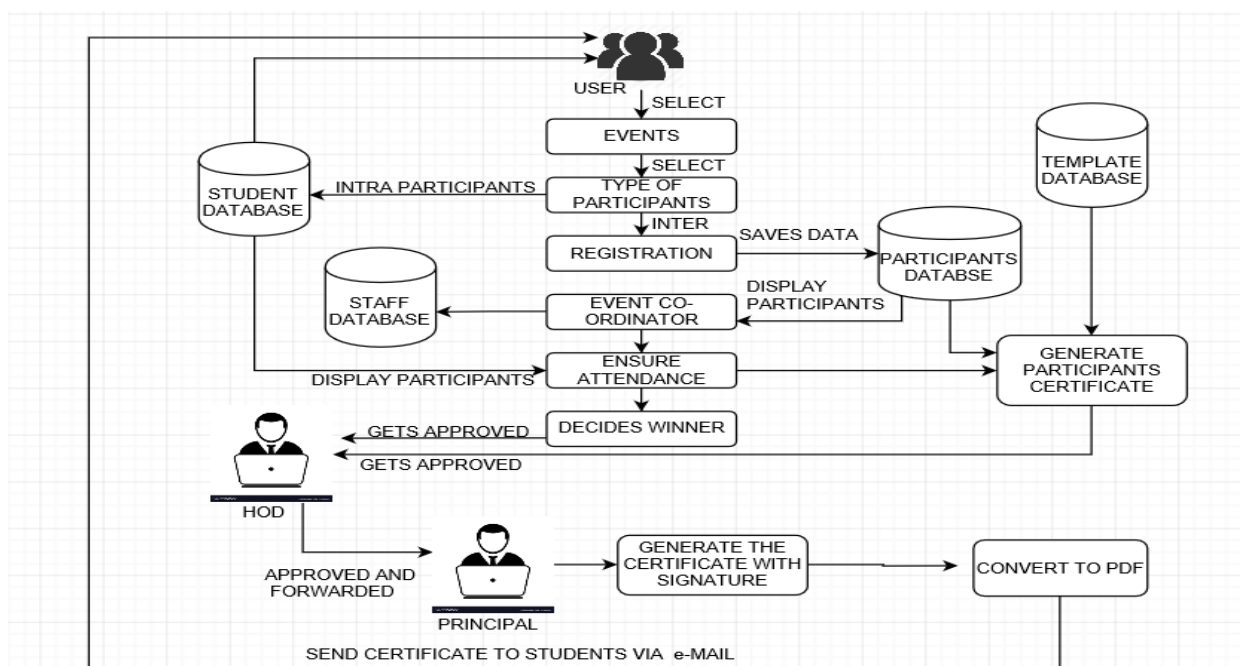 USER
SELECT
EVENTS
SELECT
TYPE OF
PARTICIPANTS
INTRA PARTICIPANTS
STUDENT
DATABASE
TEMPLATE
DATABASE
INTER
REGISTRATION
SAVES DATA
PARTICIPANTS
DATABSE
DISPLAY
PARTICIPANTS
STAFF
DATABASE
EVENT CO-
ORDINATOR
ENSURE
ATTENDANCE
DISPLAY PARTICIPANTS
GENERATE
PARTICIPANTS
CERTIFICATE
DECIDES WINNER
GETS APPROVED
GETS APPROVED
HOD
APPROVED AND
FORWARDED
PRINCIPAL
GENERATE THE
CERTIFICATE WITH
SIGNATURE
CONVERT TO PDF
SEND CERTIFICATE TO STUDENTS VIA e-MAIL